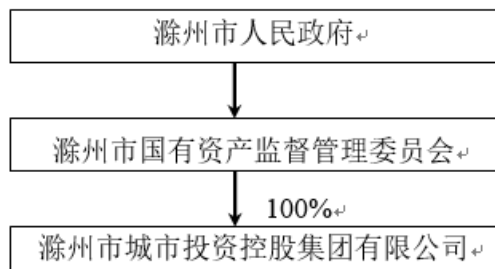 滁州市人民政府
滁州市国有资产监督管理委员会
100%
滁州市城市投资控股集团有限公司